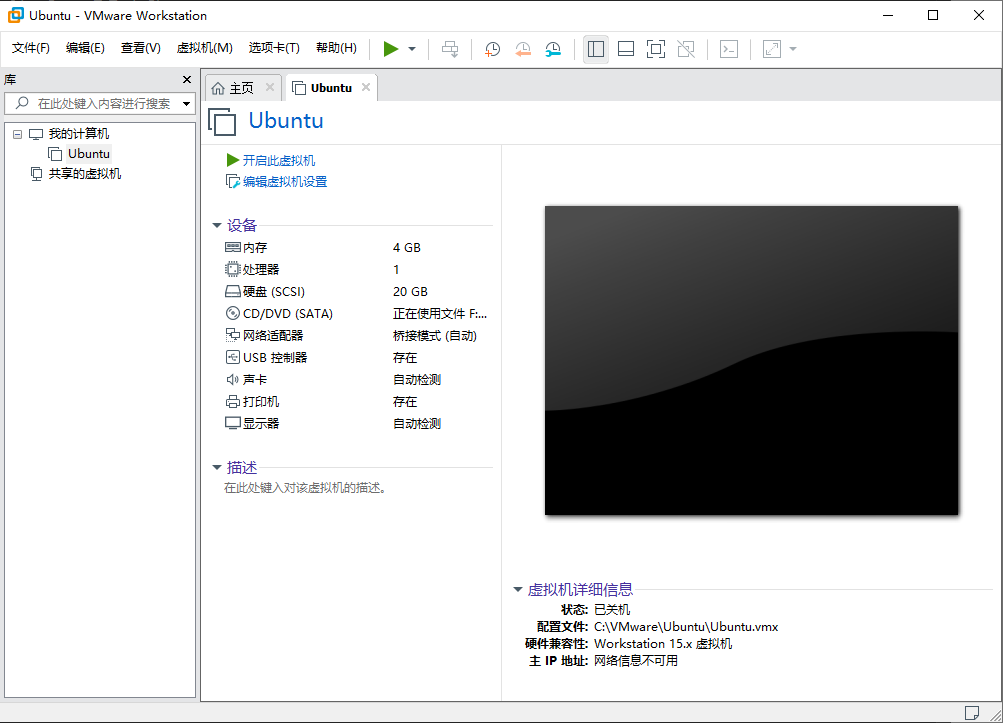 Ubuntu - VMware Workstation
文件(F) 编辑(E) 查看(V) 虚拟机(M) 选项卡(T) 帮助(H)
库
在此处键入内容进行搜索
我的计算机
Ubuntu
共享的虚拟机
主页 Ubuntu
Ubuntu
开启此虚拟机
编辑虚拟机设置
设备
内存 4 GB
处理器 1
硬盘 (SCSI) 20 GB
CD/DVD (SATA) 正在使用文件 F:...
网络适配器 桥接模式 (自动)
USB 控制器 存在
声卡 自动检测
打印机 存在
显示器 自动检测
描述
在此处键入对该虚拟机的描述。
虚拟机详细信息
状态: 已关机
配置文件: C:\VMware\Ubuntu\Ubuntu.vmx
硬件兼容性: Workstation 15.x 虚拟机
主 IP 地址: 网络信息不可用